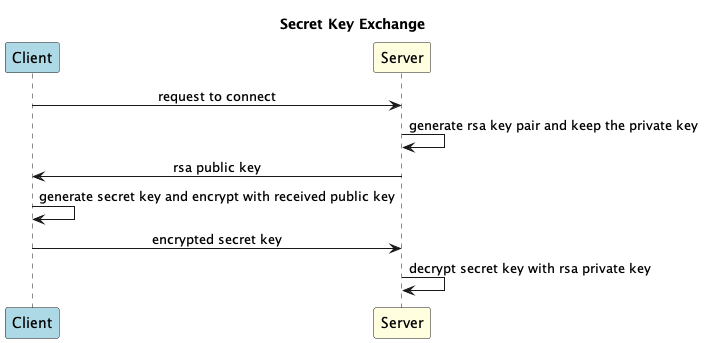 Secret Key Exchange
Client
Server
request to connect
generate rsa key pair and keep the private key
rsa public key
generate secret key and encrypt with received public key
encrypted secret key
decrypt secret key with rsa private key
Client
Server